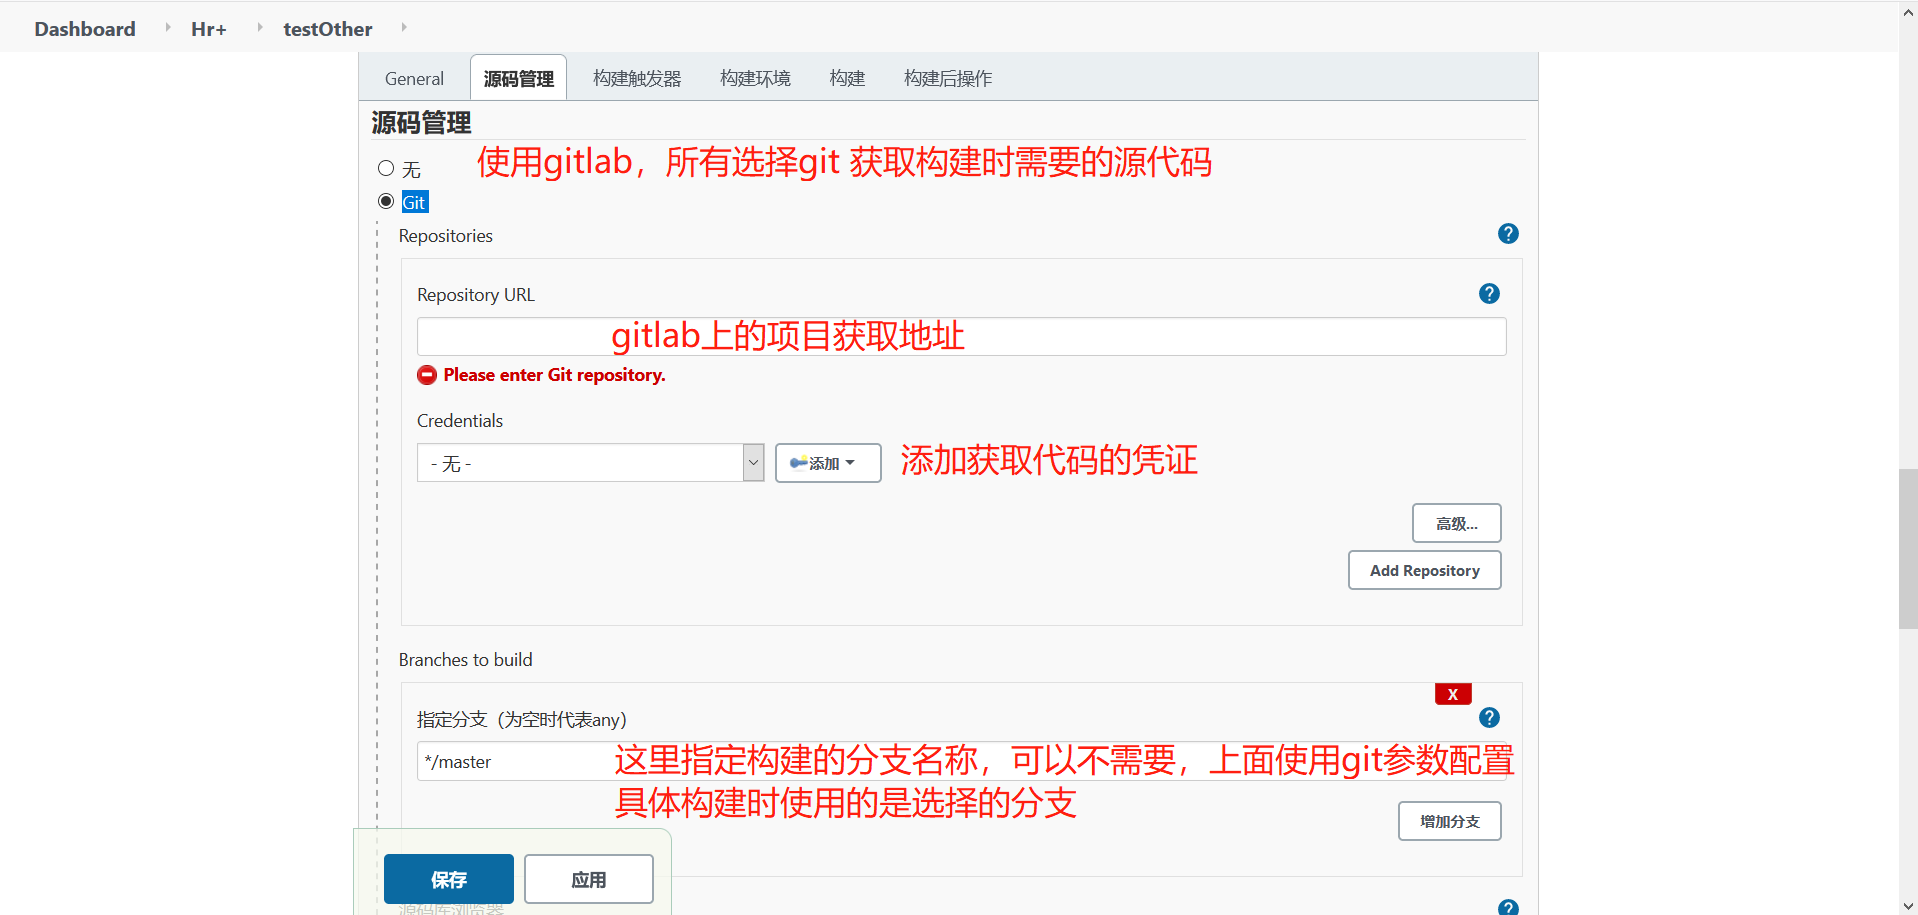 Dashboard Hr+ testOther
General 源码管理 构建触发器 构建环境 构建 构建后操作
源码管理
无
使用gitlab，所有选择git 获取构建时需要的源代码
Git
Repositories
?
Repository URL
?
gitlab上的项目获取地址
Please enter Git repository.
Credentials
- 无 -
添加
添加获取代码的凭证
高级...
Add Repository
Branches to build
X
指定分支（为空时代表any）
?
*/master
这里指定构建的分支名称，可以不需要，上面使用git参数配置
具体构建时使用的是选择的分支
增加分支
保存 应用
源码库浏览器
?